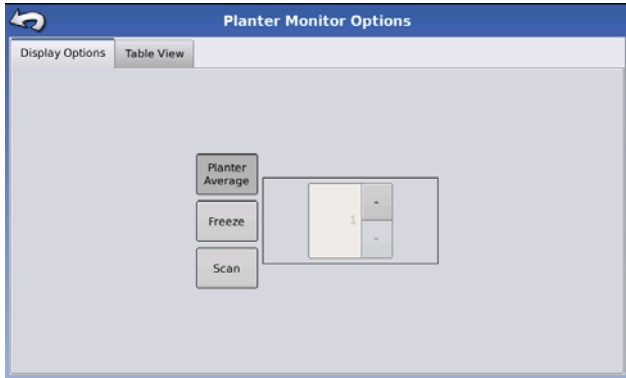 Planter Monitor Options
Display Options
Table View
Planter
Average
Freeze
1
Scan